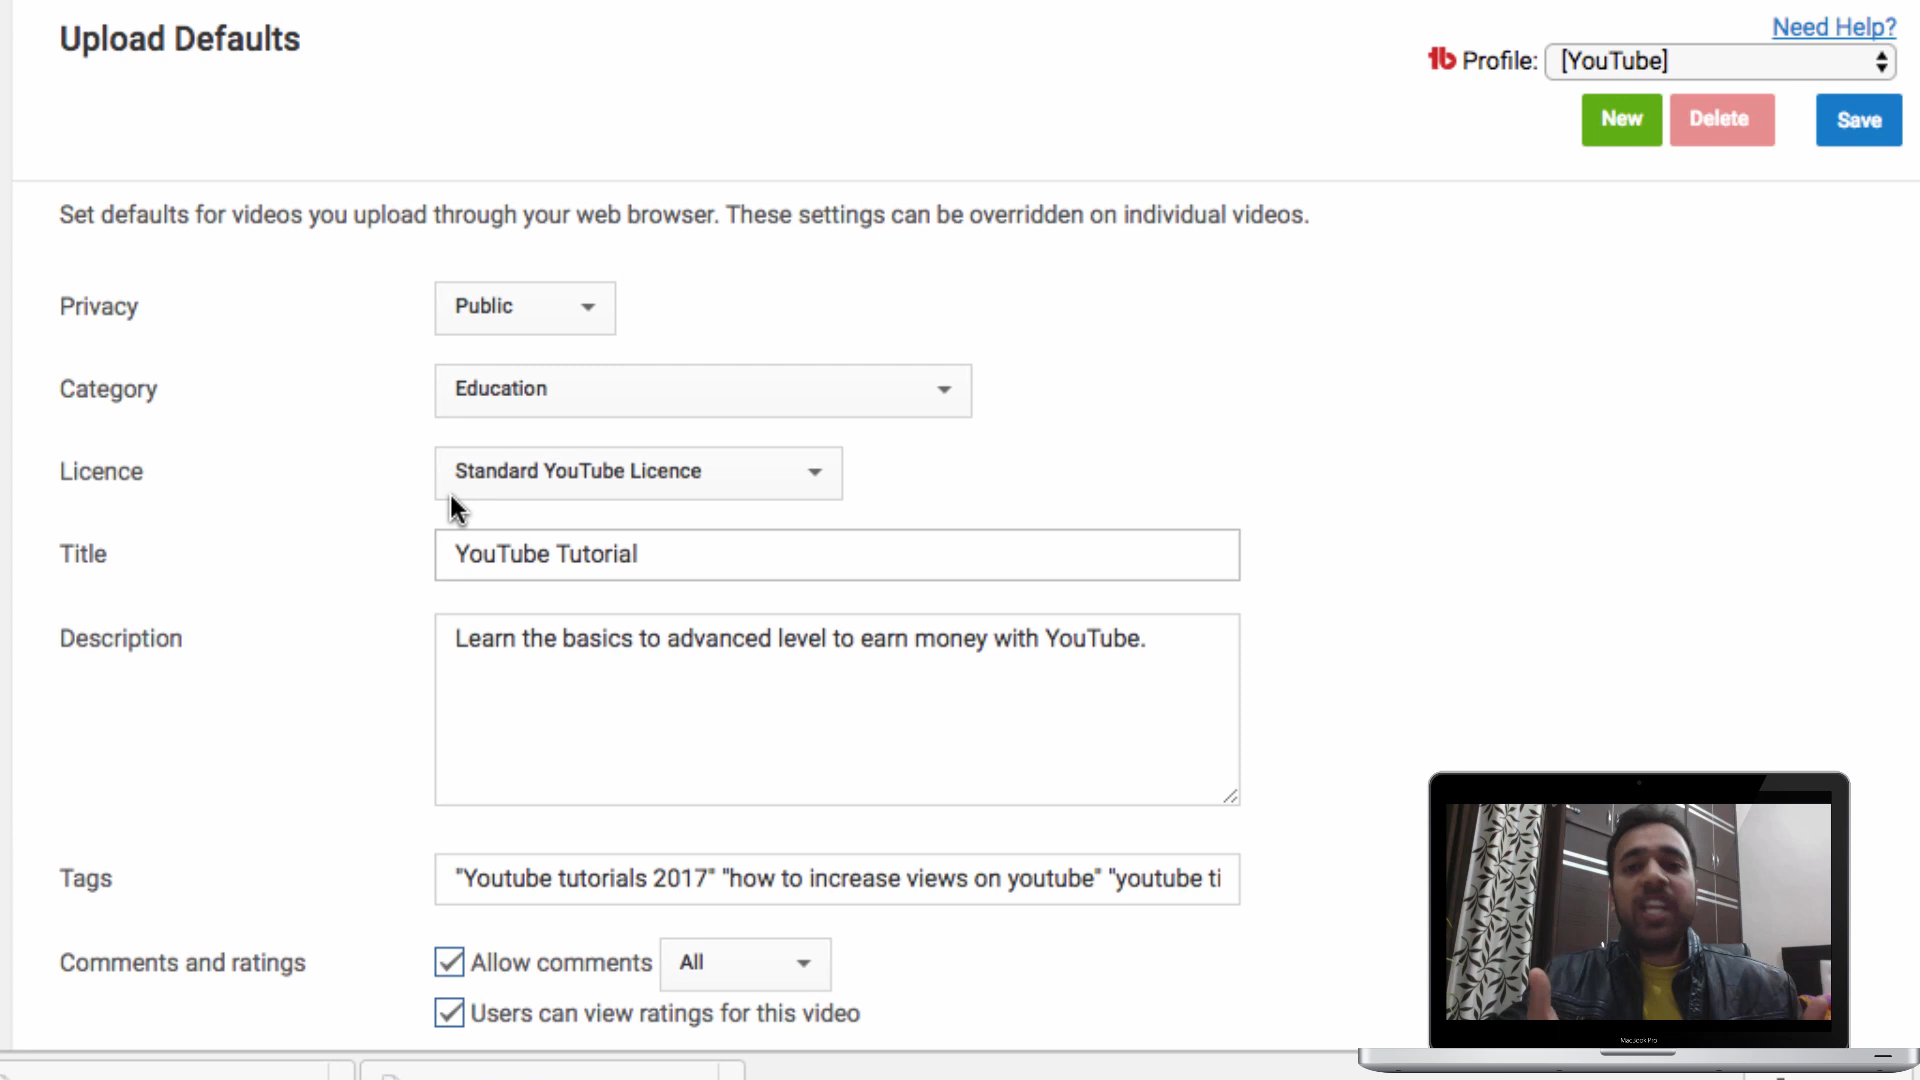 Upload Defaults
Need Help?
Profile: [YouTube]
New Delete Save
Set defaults for videos you upload through your web browser. These settings can be overridden on individual videos.
Privacy Public
Category Education
Licence Standard YouTube Licence
Title YouTube Tutorial
Description Learn the basics to advanced level to earn money with YouTube.
Tags "Youtube tutorials 2017" "how to increase views on youtube" "youtube ti
Comments and ratings Allow comments All
Users can view ratings for this video
MacBook Pro